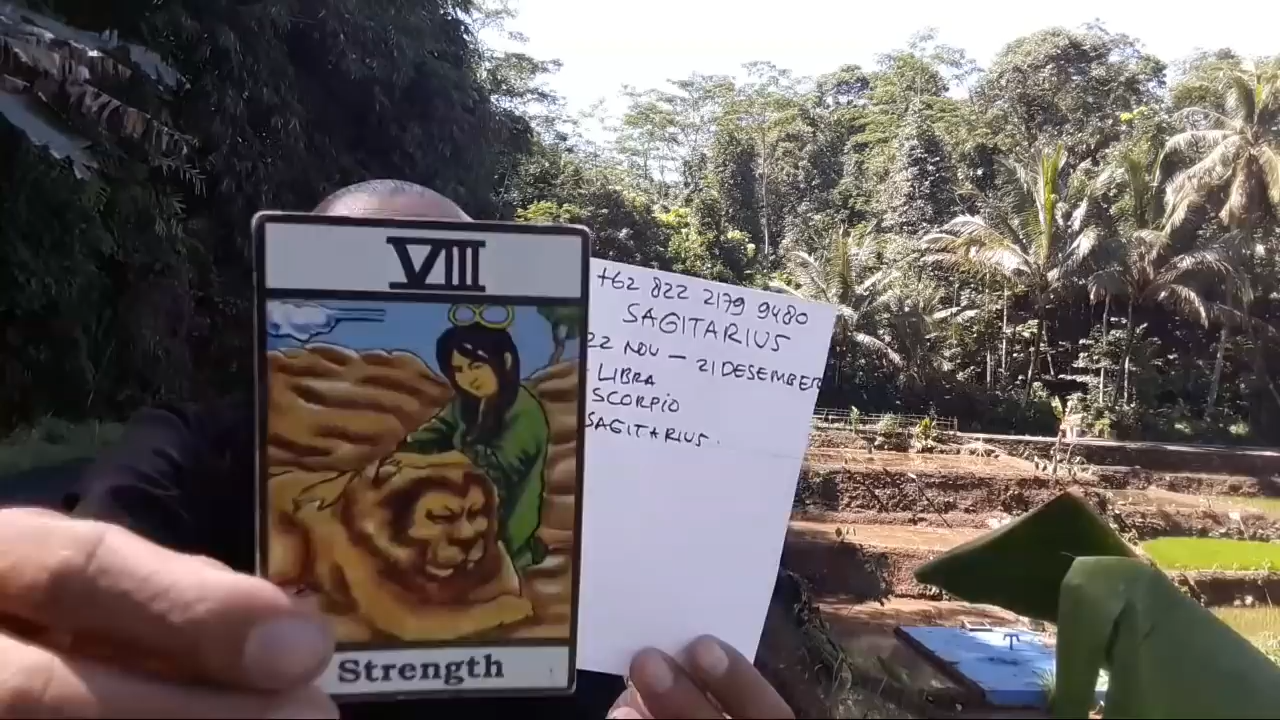 VIII
Strength
+62 822 2179 9480
SAGITARIUS
22 NOV - 21 DESEMBER
LIBRA
SCORPIO
SAGITARIUS.